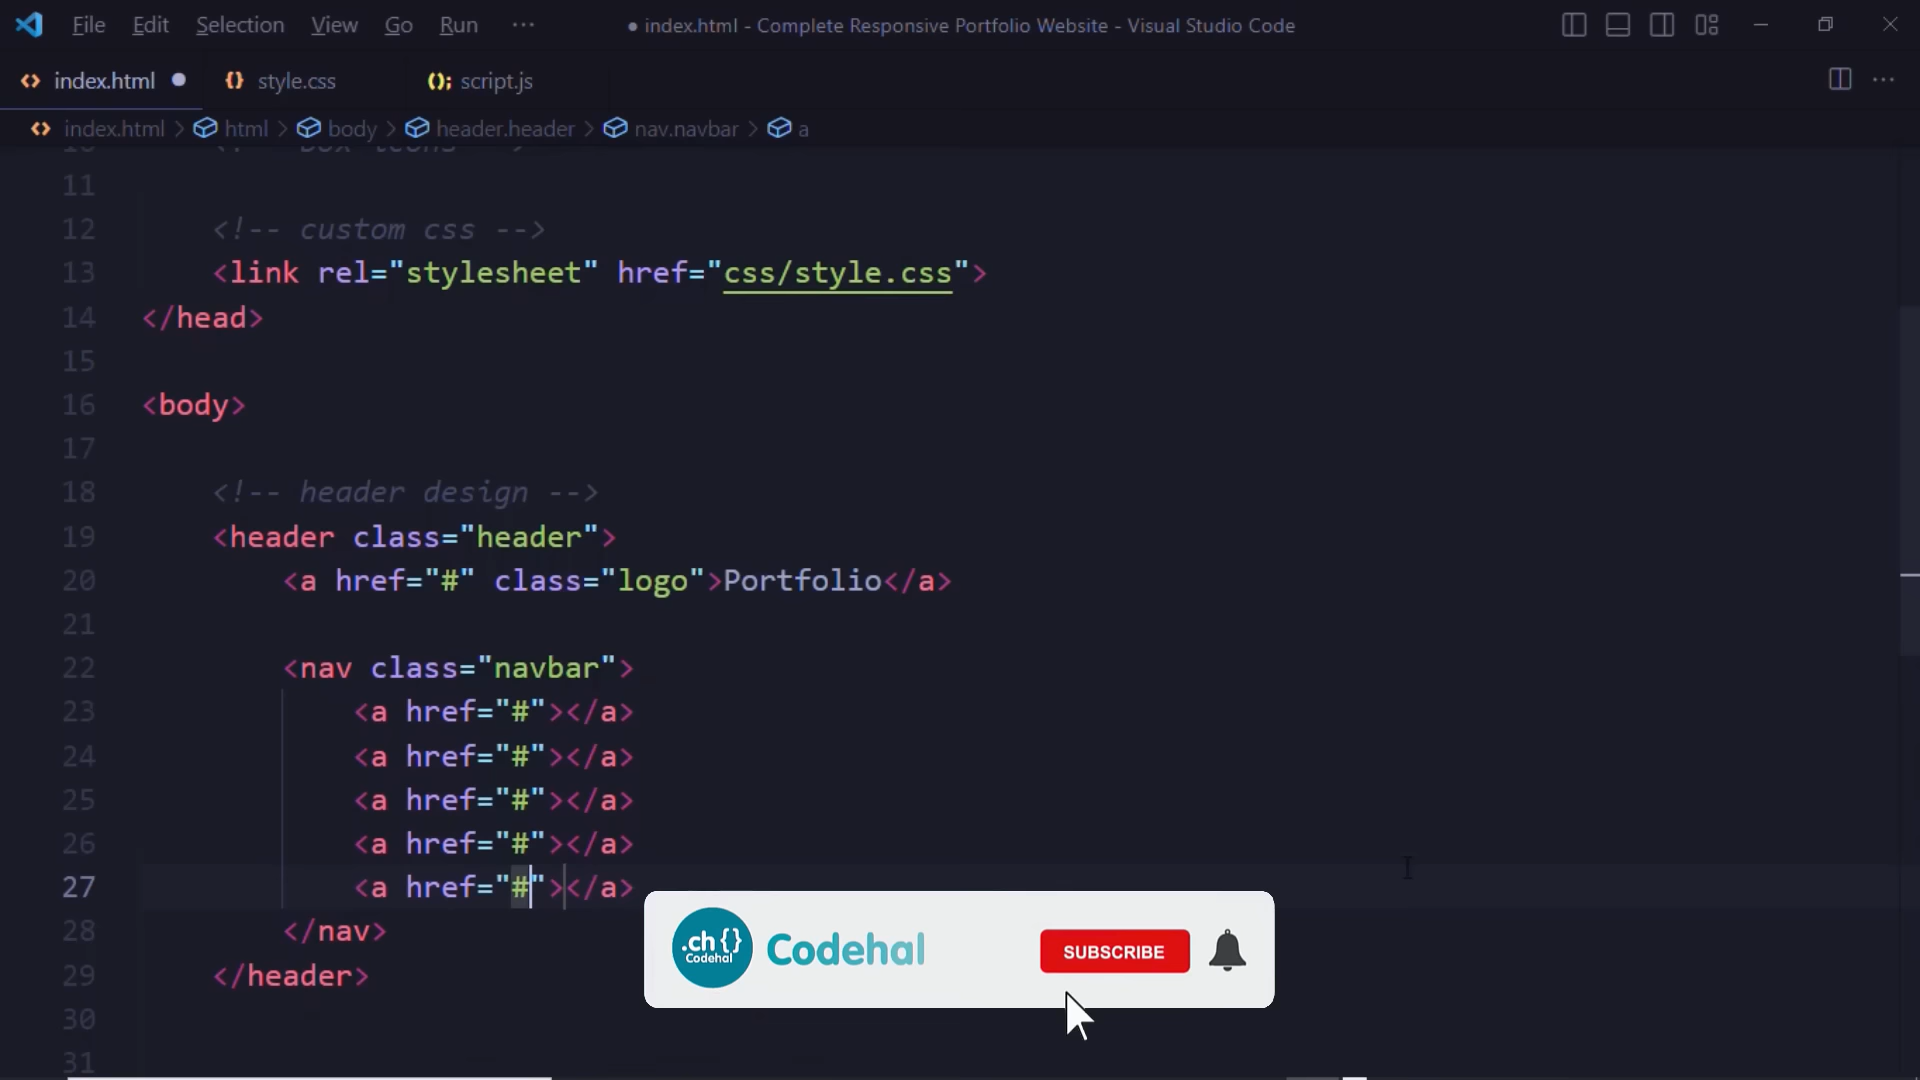 File Edit Selection View Go Run ···
● index.html - Complete Responsive Portfolio Website - Visual Studio Code
<> index.html ● {} style.css (); script.js
<> index.html > html > body > header.header > nav.navbar > a
11
12 <!-- custom css -->
13 <link rel="stylesheet" href="css/style.css">
14 </head>
15
16 <body>
17
18 <!-- header design -->
19 <header class="header">
20 <a href="#" class="logo">Portfolio</a>
21
22 <nav class="navbar">
23 <a href="#"></a>
24 <a href="#"></a>
25 <a href="#"></a>
26 <a href="#"></a>
27 <a href="#"></a>
28 </nav>
29 </header>
30
31
.ch {} Codehal
Codehal
SUBSCRIBE